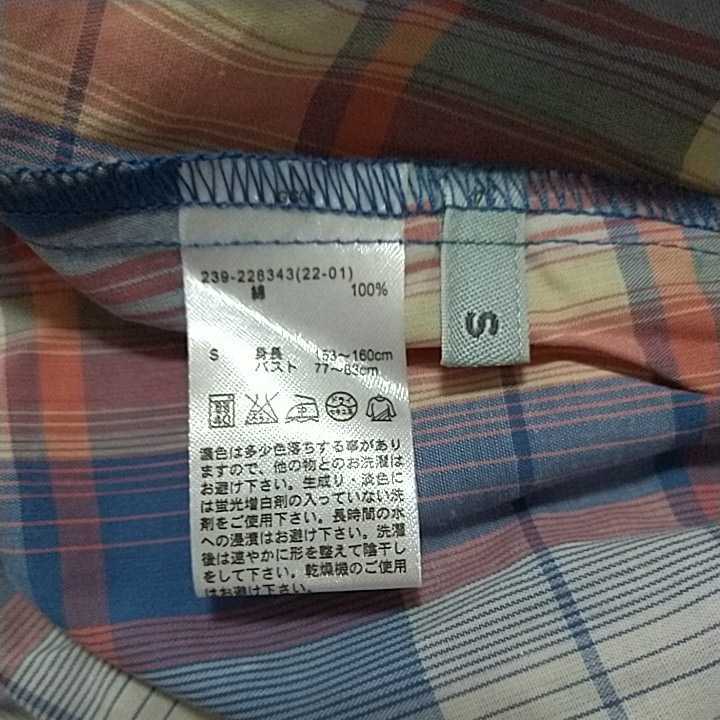 239-226343(22-01)
綿 100%
S 身長 153～160cm
バスト 77～83cm
濃色は多少色落ちする事があり
ますので、他の物とのお洗濯は
お避け下さい。生成り・淡色に
は蛍光増白剤の入っていない洗
剤をご使用下さい。長時間の水
への浸漬はお避け下さい。洗濯
後は速やかに形を整えて陰干し
をして下さい。乾燥機のご使用
はお避け下さい。
S